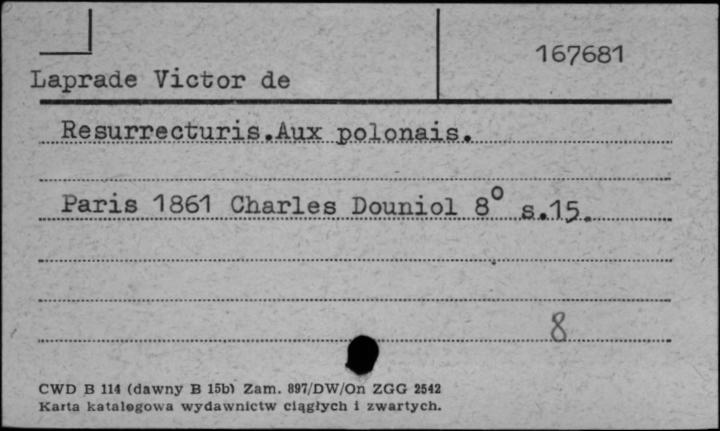 167681
Laprade Victor de
Resurrecturis.Aux polonais.
Paris 1861 Charles Douniol 8° s.15.
8
CWD B 114 (dawny B 15b) Zam. 897/DW/On ZGG 2542
Karta katalogowa wydawnictw ciągłych i zwartych.